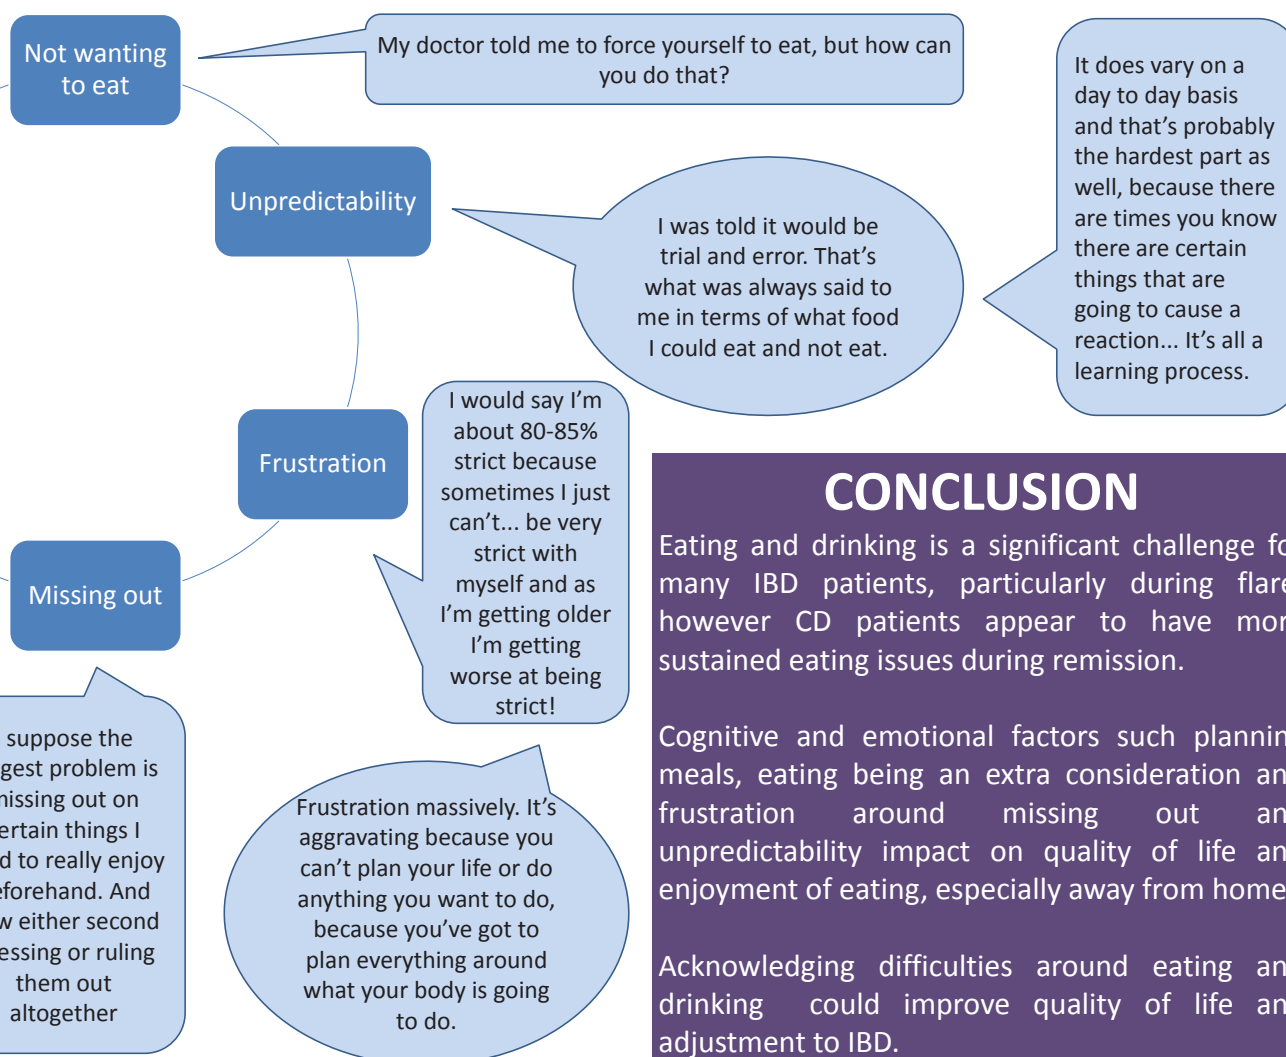 Not wanting
to eat
My doctor told me to force yourself to eat, but how can
you do that?
It does vary on a
day to day basis
and that's probably
the hardest part as
well, because there
are times you know
there are certain
things that are
going to cause a
reaction... It's all a
learning process.
Unpredictability
I was told it would be
trial and error. That's
what was always said to
me in terms of what food
I could eat and not eat.
Frustration
I would say I'm
about 80-85%
strict because
sometimes I just
can't... be very
strict with
myself and as
I'm getting older
I'm getting
worse at being
strict!
Missing out
suppose the
problem is
missing out on
certain things I
to really enjoy
beforehand. And
either second
or ruling
them out
altogether
Frustration massively. It's
aggravating because you
can't plan your life or do
anything you want to do,
because you've got to
plan everything around
what your body is going
to do.
CONCLUSION
Eating and drinking is a significant challenge
many IBD patients, particularly during
however CD patients appear to have
sustained eating issues during remission.
Cognitive and emotional factors such
meals, eating being an extra consideration
frustration around missing out
unpredictability impact on quality of life
enjoyment of eating, especially away from home
Acknowledging difficulties around eating
drinking could improve quality of life
adjustment to IBD.